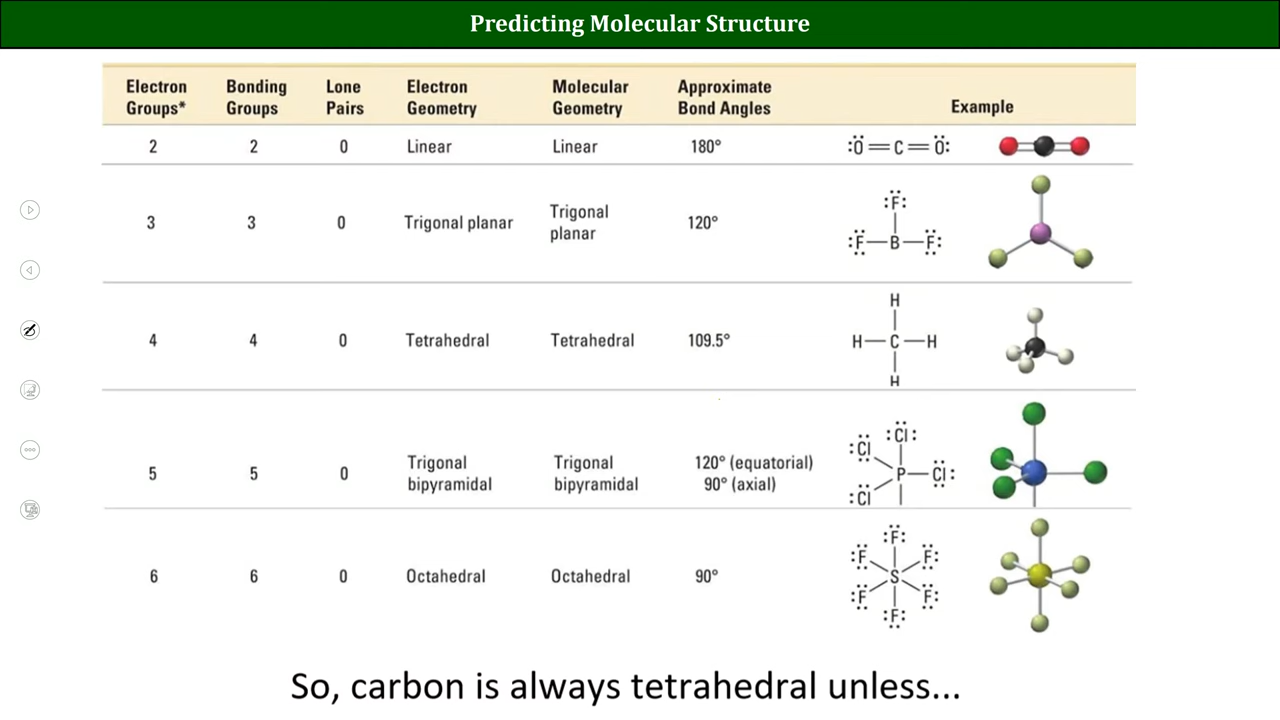 Predicting Molecular Structure
Electron Groups* Bonding Groups Lone Pairs Electron Geometry Molecular Geometry Approximate Bond Angles Example
2 2 0 Linear Linear 180° :Ö=C=Ö:
3 3 0 Trigonal planar Trigonal planar 120°
:F:
:F—B—F:
4 4 0 Tetrahedral Tetrahedral 109.5°
H
H—C—H
H
5 5 0 Trigonal bipyramidal Trigonal bipyramidal 120° (equatorial) 90° (axial)
:Cl :Cl:
P—Cl:
:Cl
6 6 0 Octahedral Octahedral 90°
:F:
:F F:
S
:F F:
:F:
So, carbon is always tetrahedral unless...